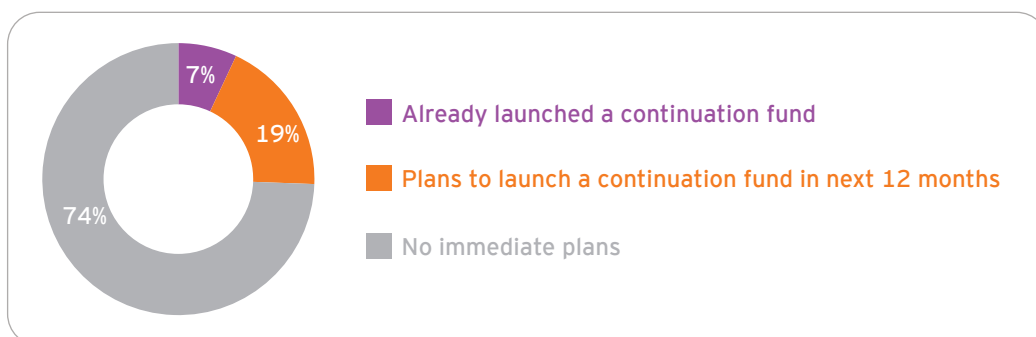 7%
19%
74%
Already launched a continuation fund
Plans to launch a continuation fund in next 12 months
No immediate plans